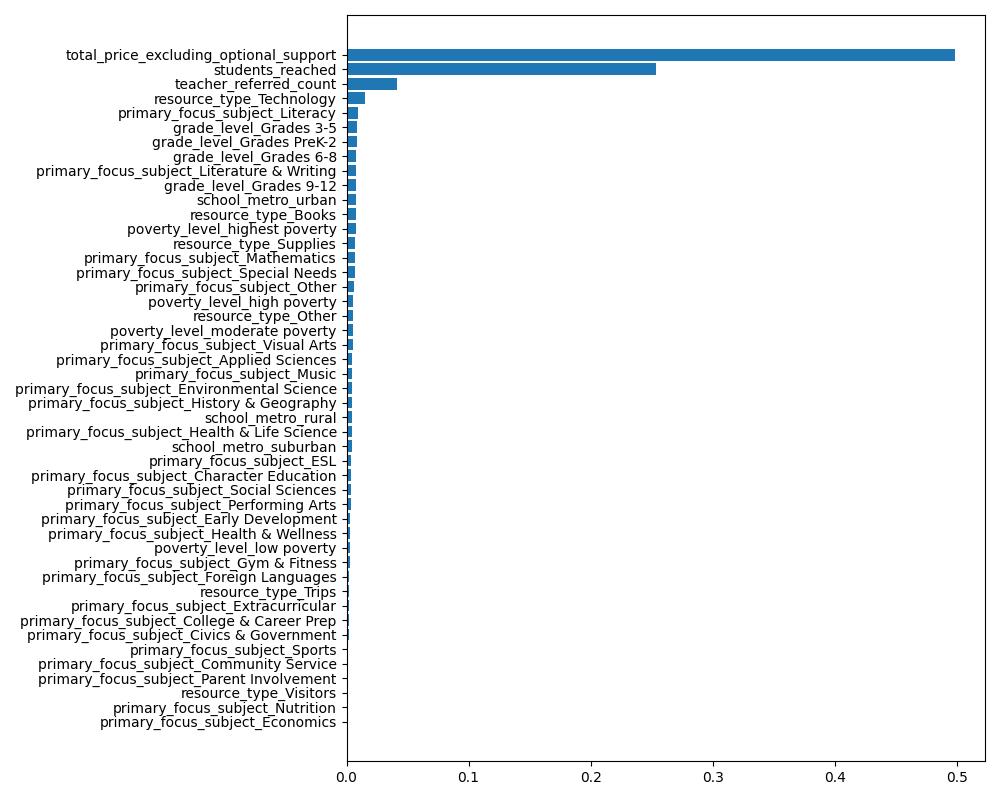 total_price_excluding_optional_support
students_reached
teacher_referred_count
resource_type_Technology
primary_focus_subject_Literacy
grade_level_Grades 3-5
grade_level_Grades PreK-2
grade_level_Grades 6-8
primary_focus_subject_Literature & Writing
grade_level_Grades 9-12
school_metro_urban
resource_type_Books
poverty_level_highest poverty
resource_type_Supplies
primary_focus_subject_Mathematics
primary_focus_subject_Special Needs
primary_focus_subject_Other
poverty_level_high poverty
resource_type_Other
poverty_level_moderate poverty
primary_focus_subject_Visual Arts
primary_focus_subject_Applied Sciences
primary_focus_subject_Music
primary_focus_subject_Environmental Science
primary_focus_subject_History & Geography
school_metro_rural
primary_focus_subject_Health & Life Science
school_metro_suburban
primary_focus_subject_ESL
primary_focus_subject_Character Education
primary_focus_subject_Social Sciences
primary_focus_subject_Performing Arts
primary_focus_subject_Early Development
primary_focus_subject_Health & Wellness
poverty_level_low poverty
primary_focus_subject_Gym & Fitness
primary_focus_subject_Foreign Languages
resource_type_Trips
primary_focus_subject_Extracurricular
primary_focus_subject_College & Career Prep
primary_focus_subject_Civics & Government
primary_focus_subject_Sports
primary_focus_subject_Community Service
primary_focus_subject_Parent Involvement
resource_type_Visitors
primary_focus_subject_Nutrition
primary_focus_subject_Economics
0.0 0.1 0.2 0.3 0.4 0.5